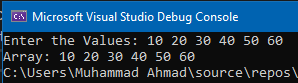 Microsoft Visual Studio Debug Console
Enter the Values: 10 20 30 40 50 60
Array: 10 20 30 40 50 60
C:\Users\Muhammad Ahmad\source\repos\